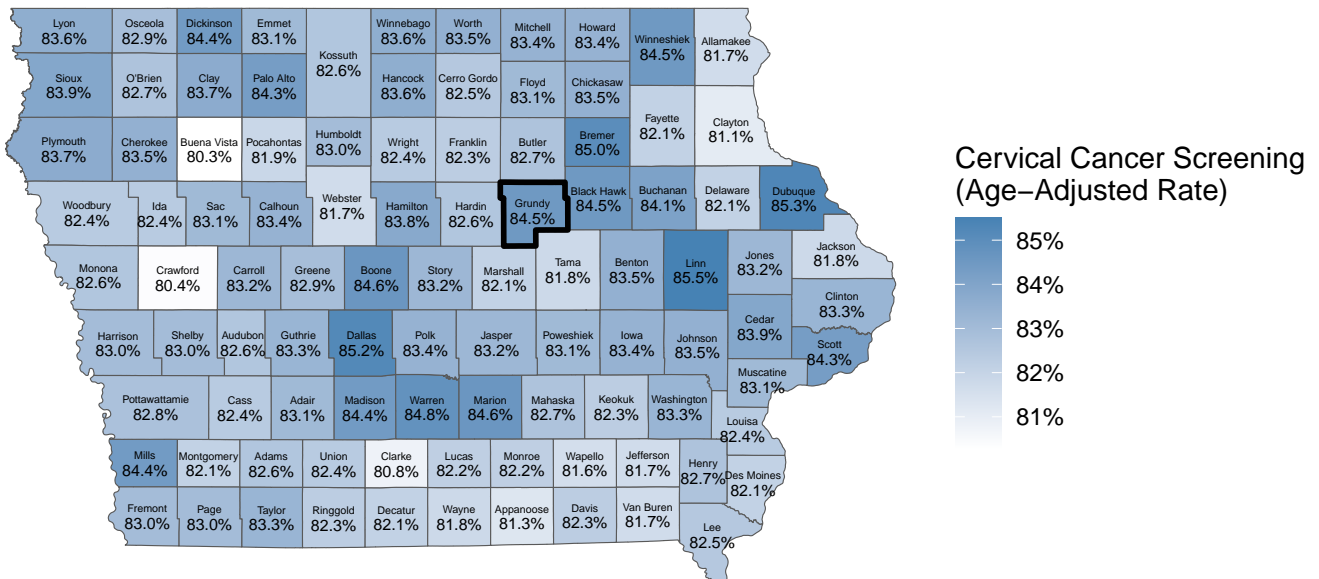 Lyon
83.6%
Osceola
82.9%
Dickinson
84.4%
Emmet
83.1%
Kossuth
82.6%
Winnebago
83.6%
Worth
83.5%
Mitchell
83.4%
Howard
83.4%
Winneshiek
84.5%
Allamakee
81.7%
Sioux
83.9%
O'Brien
82.7%
Clay
83.7%
Palo Alto
84.3%
Hancock
83.6%
Cerro Gordo
82.5%
Floyd
83.1%
Chickasaw
83.5%
Fayette
82.1%
Clayton
81.1%
Plymouth
83.7%
Cherokee
83.5%
Buena Vista
80.3%
Pocahontas
81.9%
Humboldt
83.0%
Wright
82.4%
Franklin
82.3%
Butler
82.7%
Bremer
85.0%
Woodbury
82.4%
Ida
82.4%
Sac
83.1%
Calhoun
83.4%
Webster
81.7%
Hamilton
83.8%
Hardin
82.6%
Grundy
84.5%
Black Hawk
84.5%
Buchanan
84.1%
Delaware
82.1%
Dubuque
85.3%
Monona
82.6%
Crawford
80.4%
Carroll
83.2%
Greene
82.9%
Boone
84.6%
Story
83.2%
Marshall
82.1%
Tama
81.8%
Benton
83.5%
Linn
85.5%
Jones
83.2%
Jackson
81.8%
Clinton
83.3%
Harrison
83.0%
Shelby
83.0%
Audubon
82.6%
Guthrie
83.3%
Dallas
85.2%
Polk
83.4%
Jasper
83.2%
Poweshiek
83.1%
Iowa
83.4%
Johnson
83.5%
Cedar
83.9%
Scott
84.3%
Muscatine
83.1%
Pottawattamie
82.8%
Cass
82.4%
Adair
83.1%
Madison
84.4%
Warren
84.8%
Marion
84.6%
Mahaska
82.7%
Keokuk
82.3%
Washington
83.3%
Louisa
82.4%
Mills
84.4%
Montgomery
82.1%
Adams
82.6%
Union
82.4%
Clarke
80.8%
Lucas
82.2%
Monroe
82.2%
Wapello
81.6%
Jefferson
81.7%
Henry
82.7%
Des Moines
82.1%
Fremont
83.0%
Page
83.0%
Taylor
83.3%
Ringgold
82.3%
Decatur
82.1%
Wayne
81.8%
Appanoose
81.3%
Davis
82.3%
Van Buren
81.7%
Lee
82.5%
Cervical Cancer Screening
(Age−Adjusted Rate)
85%
84%
83%
82%
81%